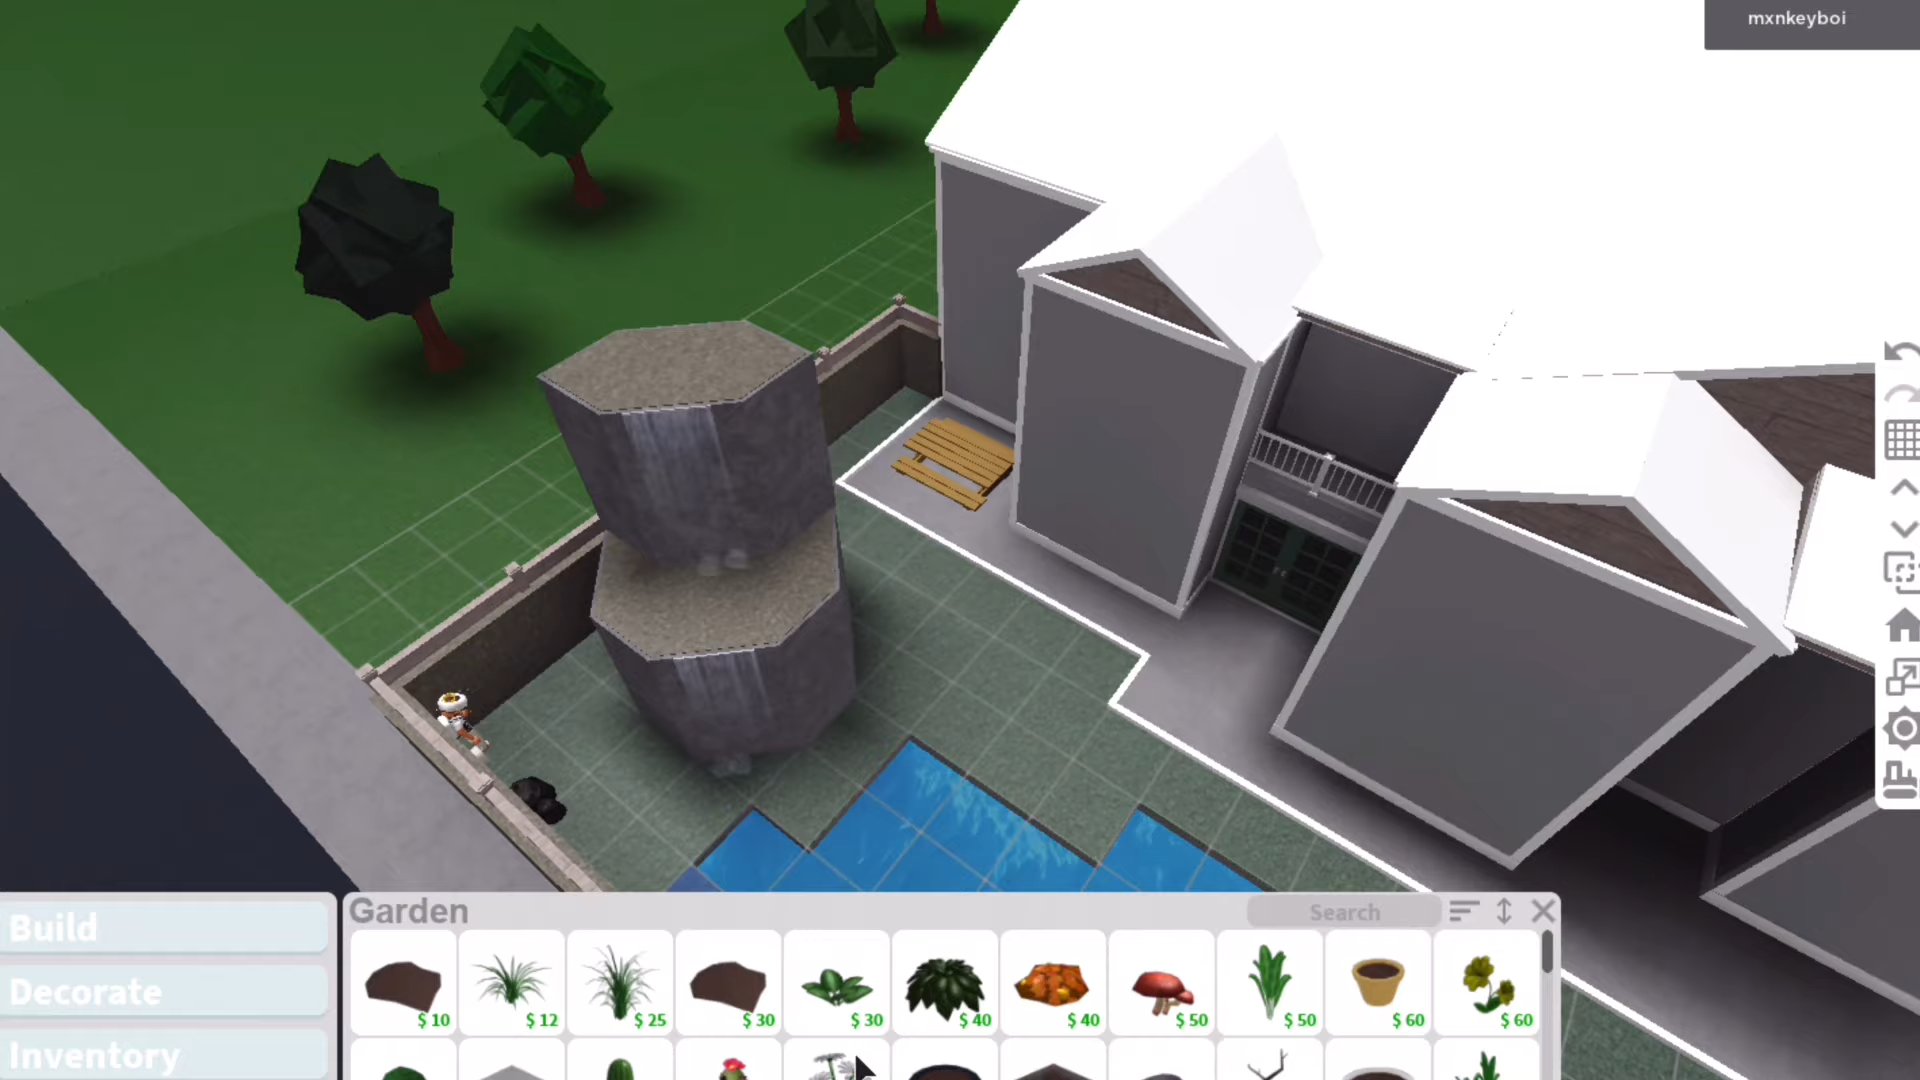 mxnkeyboi
Build
Decorate
Inventory
Garden
Search
$ 10
$ 12
$ 25
$ 30
$ 30
$ 40
$ 40
$ 50
$ 50
$ 60
$ 60